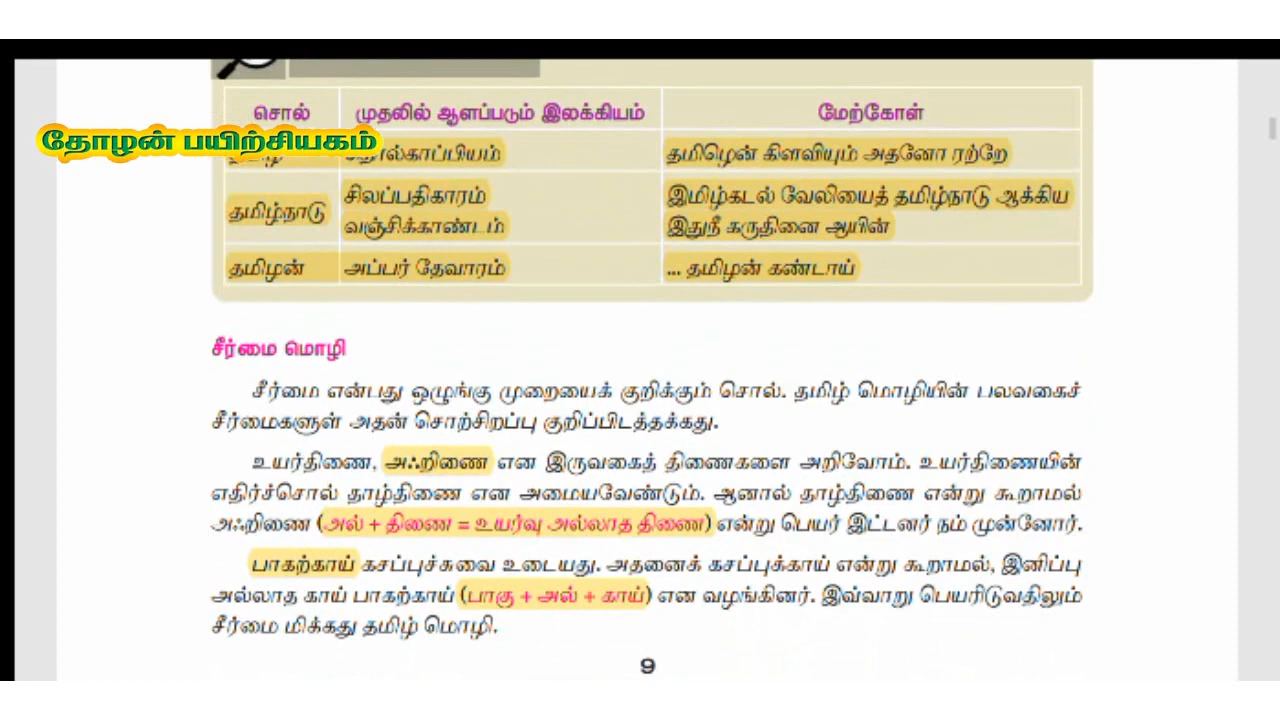 சொல் முதலில் ஆளப்படும் இலக்கியம் மேற்கோள்
தோழன் பயிற்சியகம்
தமிழென் கிளவியும் அதனோ ரற்றே
தமிழ்நாடு சிலப்பதிகாரம் இமிழ்கடல் வேலியைத் தமிழ்நாடு ஆக்கிய
வஞ்சிக்காண்டம் இதுநீ கருதினை ஆயின்
தமிழன் அப்பர் தேவாரம் ... தமிழன் கண்டாய்
சீர்மை மொழி
சீர்மை என்பது ஒழுங்கு முறையைக் குறிக்கும் சொல். தமிழ் மொழியின் பலவகைச்
சீர்மைகளுள் அதன் சொற்சிறப்பு குறிப்பிடத்தக்கது.
உயர்திணை, அஃறிணை என இருவகைத் திணைகளை அறிவோம். உயர்திணையின்
எதிர்ச்சொல் தாழ்திணை என அமையவேண்டும். ஆனால் தாழ்திணை என்று கூறாமல்
அஃறிணை (அல் + திணை = உயர்வு அல்லாத திணை) என்று பெயர் இட்டனர் நம் முன்னோர்.
பாகற்காய் கசப்புச்சுவை உடையது. அதனைக் கசப்புக்காய் என்று கூறாமல், இனிப்பு
அல்லாத காய் பாகற்காய் (பாகு + அல் + காய்) என வழங்கினர். இவ்வாறு பெயரிடுவதிலும்
சீர்மை மிக்கது தமிழ் மொழி.
9